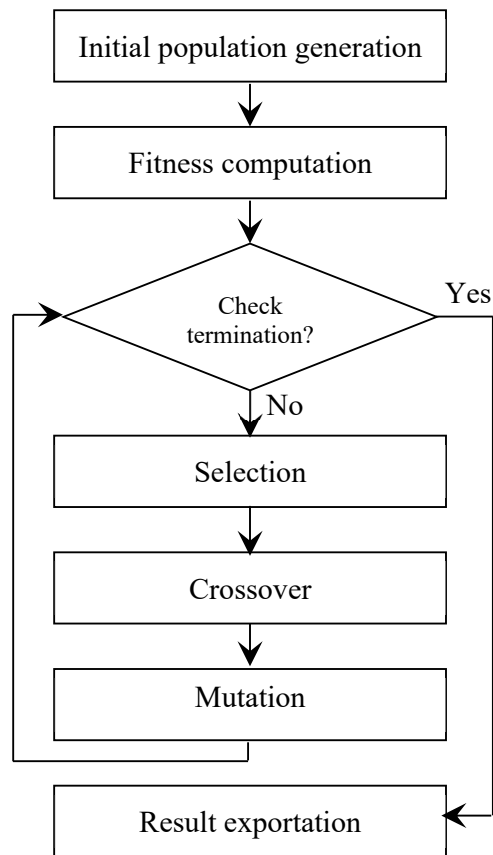 Initial population generation
Fitness computation
Check
termination?
Yes
No
Selection
Crossover
Mutation
Result exportation